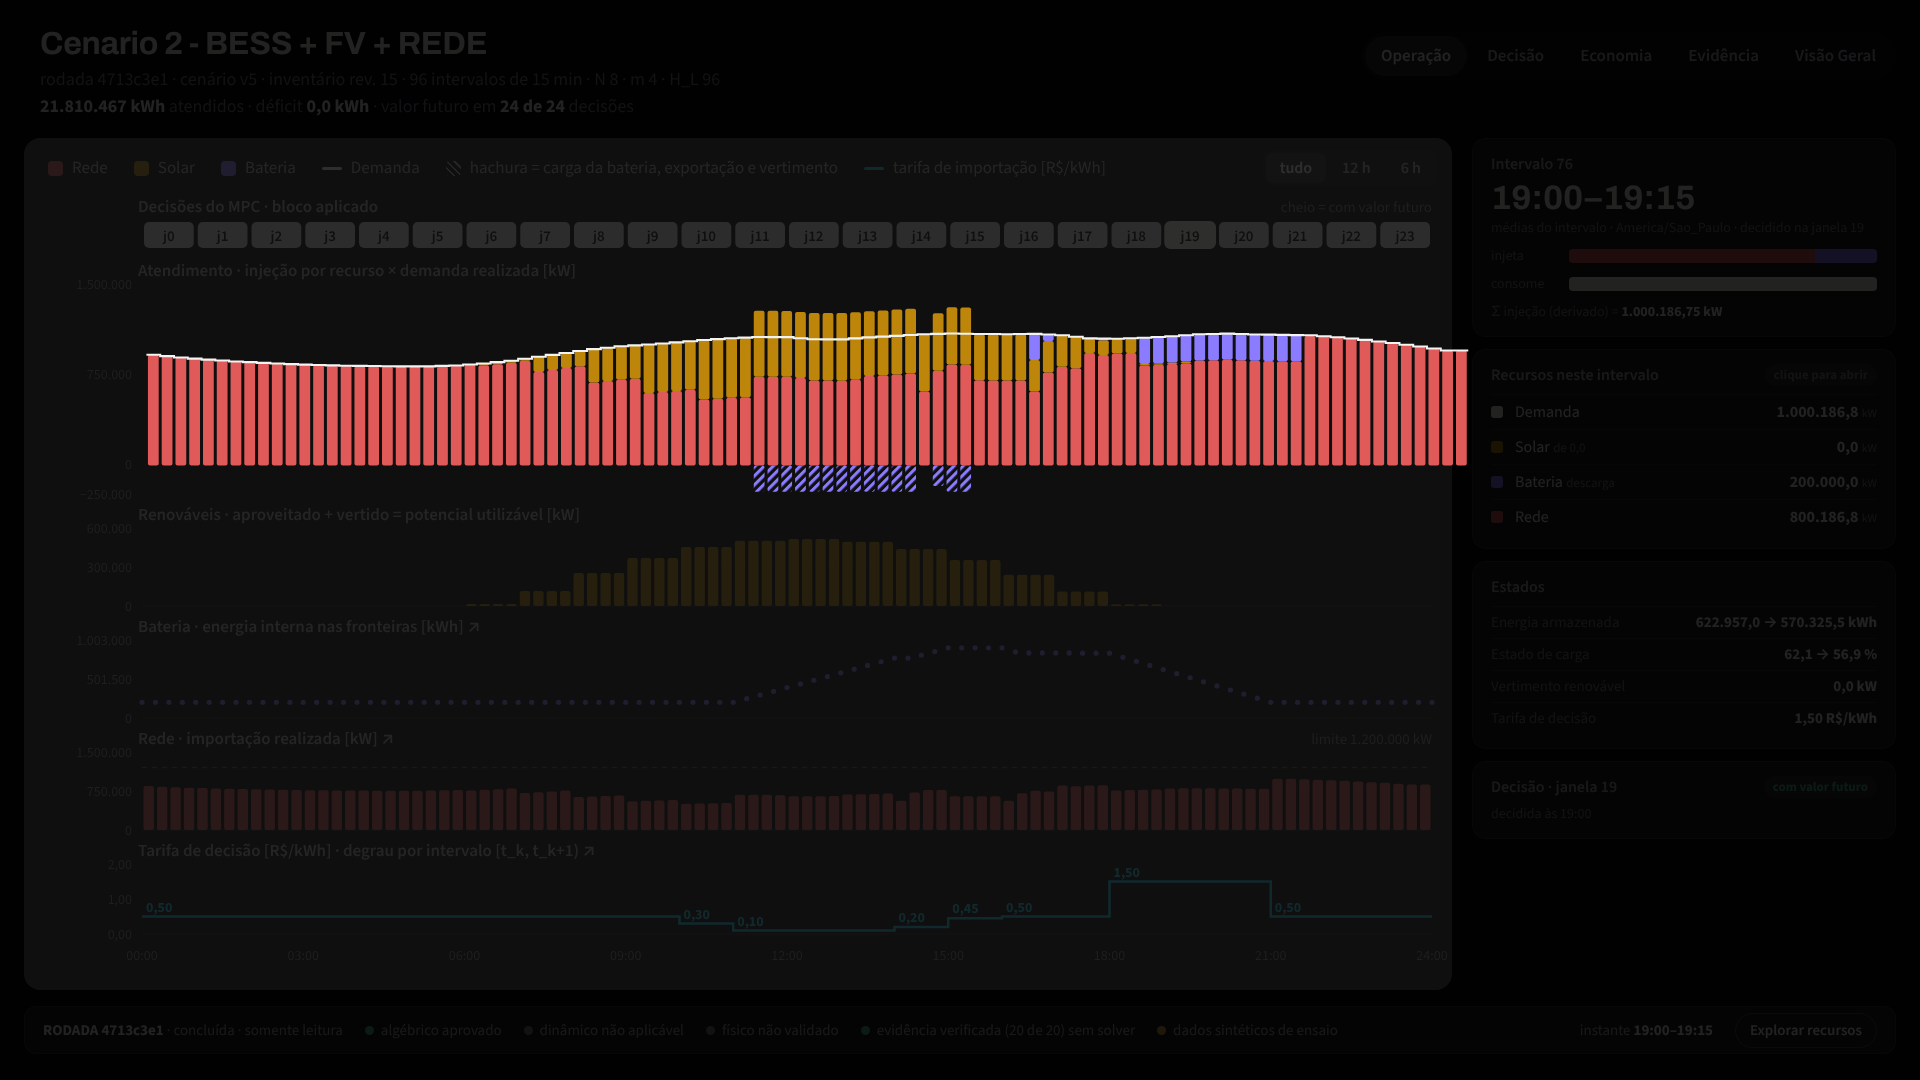 Cenario 2 - BESS + FV + REDE
rodada 4713c3e1 · cenário v5 · inventário rev. 15 · 96 intervalos de 15 min · N 8 · m 4 · H_L 96
21.810.467 kWh atendidos · déficit 0,0 kWh · valor futuro em 24 de 24 decisões
Operação Decisão Economia Evidência Visão Geral
Rede Solar Bateria Demanda hachura = carga da bateria, exportação e vertimento tarifa de importação [R$/kWh] tudo 12 h 6 h
Decisões do MPC · bloco aplicado cheio = com valor futuro
j0 j1 j2 j3 j4 j5 j6 j7 j8 j9 j10 j11 j12 j13 j14 j15 j16 j17 j18 j19 j20 j21 j22 j23
Atendimento · injeção por recurso × demanda realizada [kW]
1.500.000
750.000
0
−250.000
Renováveis · aproveitado + vertido = potencial utilizável [kW]
600.000
300.000
0
Bateria · energia interna nas fronteiras [kWh] ↗
1.003.000
501.500
0
Rede · importação realizada [kW] ↗ limite 1.200.000 kW
1.500.000
750.000
0
Tarifa de decisão [R$/kWh] · degrau por intervalo [t_k, t_k+1) ↗
2,00
1,00
0,00
0,50 0,30 0,10 0,20 0,45 0,50 1,50 0,50
00:00 03:00 06:00 09:00 12:00 15:00 18:00 21:00 24:00
Intervalo 76
19:00–19:15
médias do intervalo · America/Sao_Paulo · decidido na janela 19
injeta
consome
Σ injeção (derivado) = 1.000.186,75 kW
Recursos neste intervalo clique para abrir
Demanda 1.000.186,8 kW
Solar de 0,0 0,0 kW
Bateria descarga 200.000,0 kW
Rede 800.186,8 kW
Estados
Energia armazenada 622.957,0 → 570.325,5 kWh
Estado de carga 62,1 → 56,9 %
Vertimento renovável 0,0 kW
Tarifa de decisão 1,50 R$/kWh
Decisão · janela 19 com valor futuro
decidida às 19:00
RODADA 4713c3e1 · concluída · somente leitura algébrico aprovado dinâmico não aplicável físico não validado evidência verificada (20 de 20) sem solver dados sintéticos de ensaio Instante 19:00–19:15 Explorar recursos